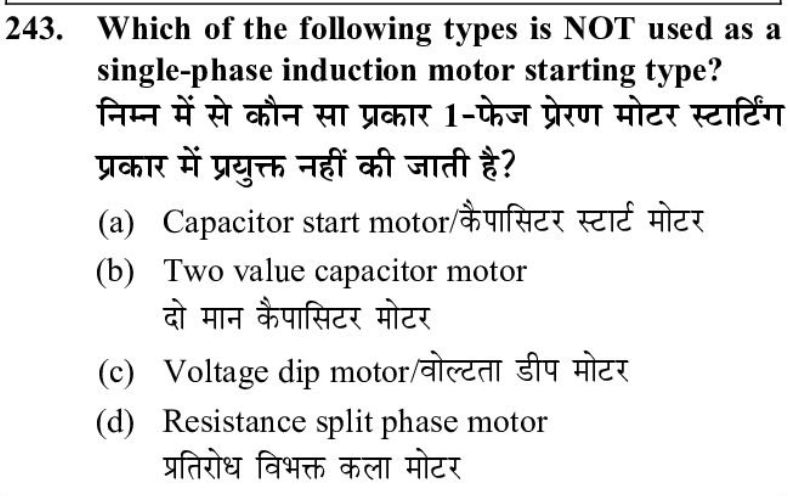 243. Which of the following types is NOT used as a
single-phase induction motor starting type?
निम्न में से कौन सा प्रकार 1-फेज प्रेरण मोटर स्टार्टिंग
प्रकार में प्रयुक्त नहीं की जाती है?
(a) Capacitor start motor/कैपासिटर स्टार्ट मोटर
(b) Two value capacitor motor
दो मान कैपासिटर मोटर
(c) Voltage dip motor/वोल्टता डीप मोटर
(d) Resistance split phase motor
प्रतिरोध विभक्त कला मोटर